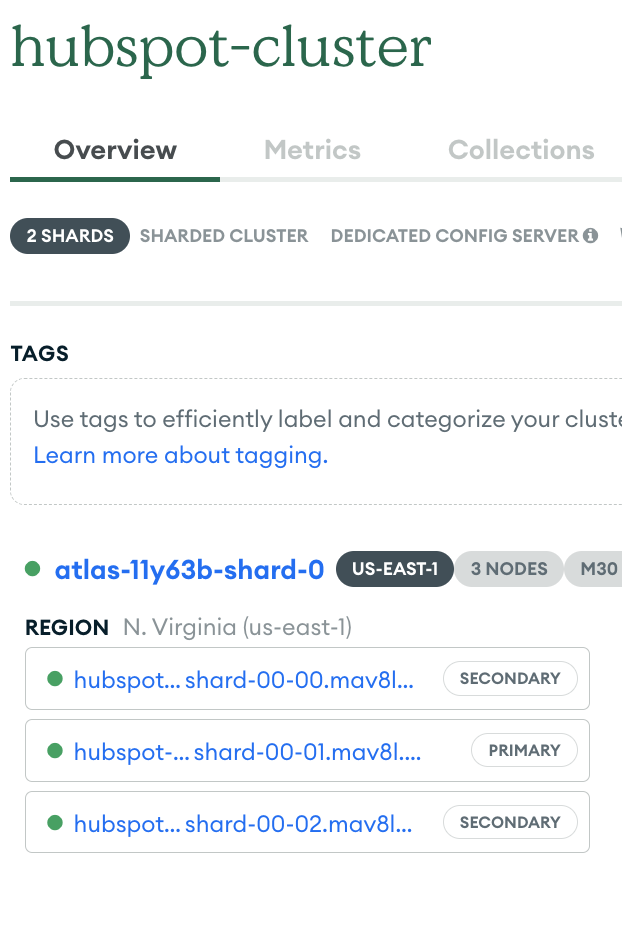 hubspot-cluster
Overview Metrics Collections
2 SHARDS SHARDED CLUSTER DEDICATED CONFIG SERVER
TAGS
Use tags to efficiently label and categorize your cluste
Learn more about tagging.
atlas-11y63b-shard-0 US-EAST-1 3 NODES M30
REGION N. Virginia (us-east-1)
hubspot... shard-00-00.mav8l... SECONDARY
hubspot-... shard-00-01.mav8l.... PRIMARY
hubspot... shard-00-02.mav8l... SECONDARY